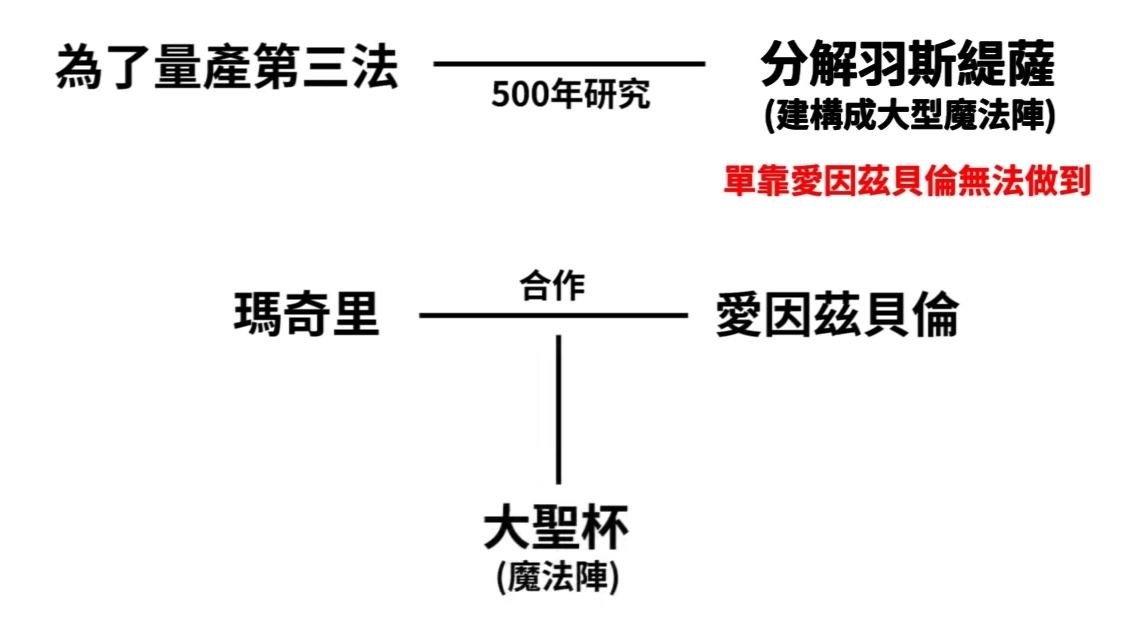 為了量產第三法
500年研究
分解羽斯緹薩
(建構成大型魔法陣)
單靠愛因茲貝倫無法做到
瑪奇里
合作
愛因茲貝倫
大聖杯
(魔法陣)